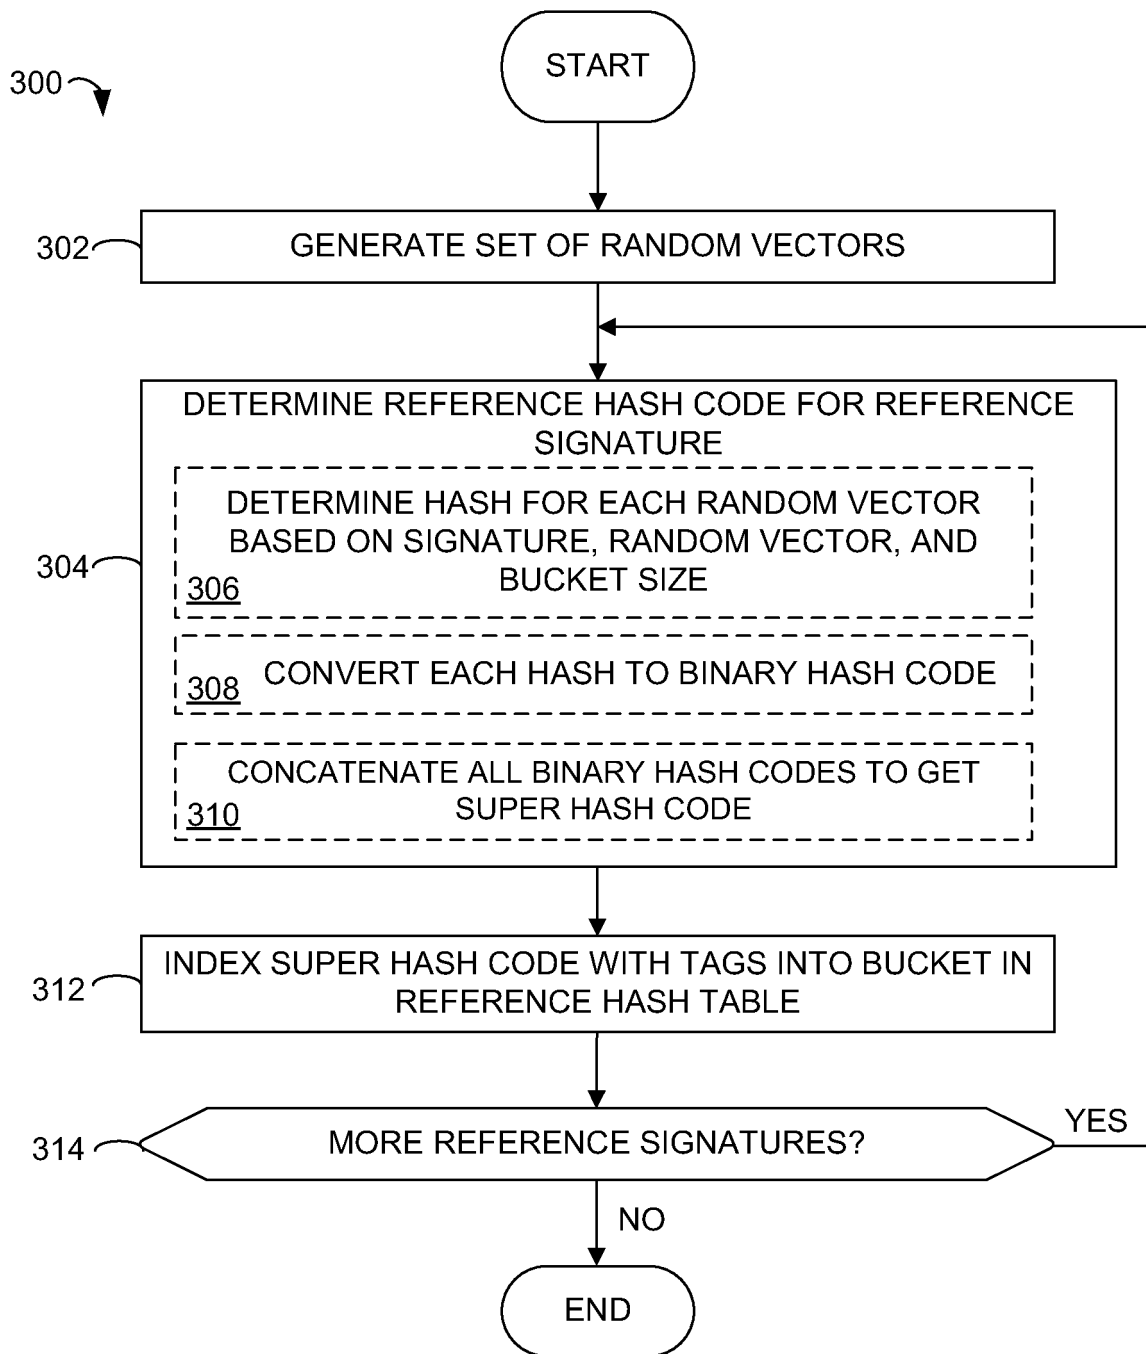 START
300
302
GENERATE SET OF RANDOM VECTORS
DETERMINE REFERENCE HASH CODE FOR REFERENCE
SIGNATURE
DETERMINE HASH FOR EACH RANDOM VECTOR
BASED ON SIGNATURE, RANDOM VECTOR, AND
BUCKET SIZE
304
306
CONVERT EACH HASH TO BINARY HASH CODE
308
CONCATENATE ALL BINARY HASH CODES TO GET
SUPER HASH CODE
310
INDEX SUPER HASH CODE WITH TAGS INTO BUCKET IN
REFERENCE HASH TABLE
312
MORE REFERENCE SIGNATURES?
314
YES
NO
END